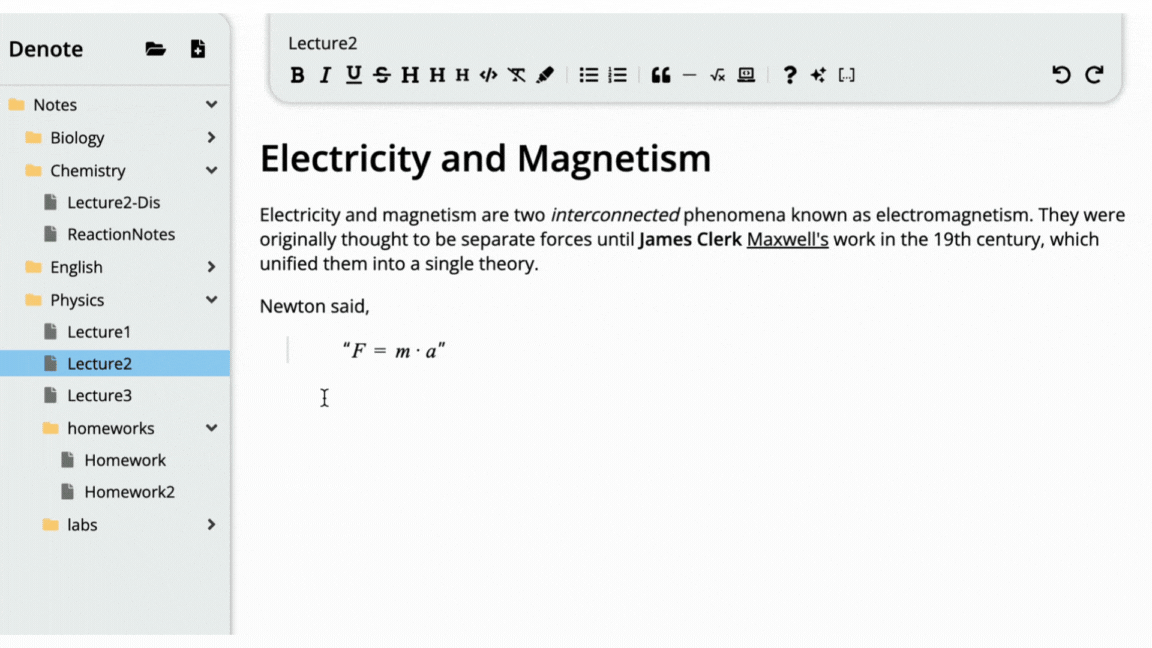 Denote
Notes
Biology
Chemistry
Lecture2-Dis
ReactionNotes
English
Physics
Lecture1
Lecture2
Lecture3
homeworks
Homework
Homework2
labs
Lecture2
B I U S H H H </> ? [..]
Electricity and Magnetism
Electricity and magnetism are two interconnected phenomena known as electromagnetism. They were
originally thought to be separate forces until James Clerk Maxwell's work in the 19th century, which
unified them into a single theory.
Newton said,
“F = m · a”